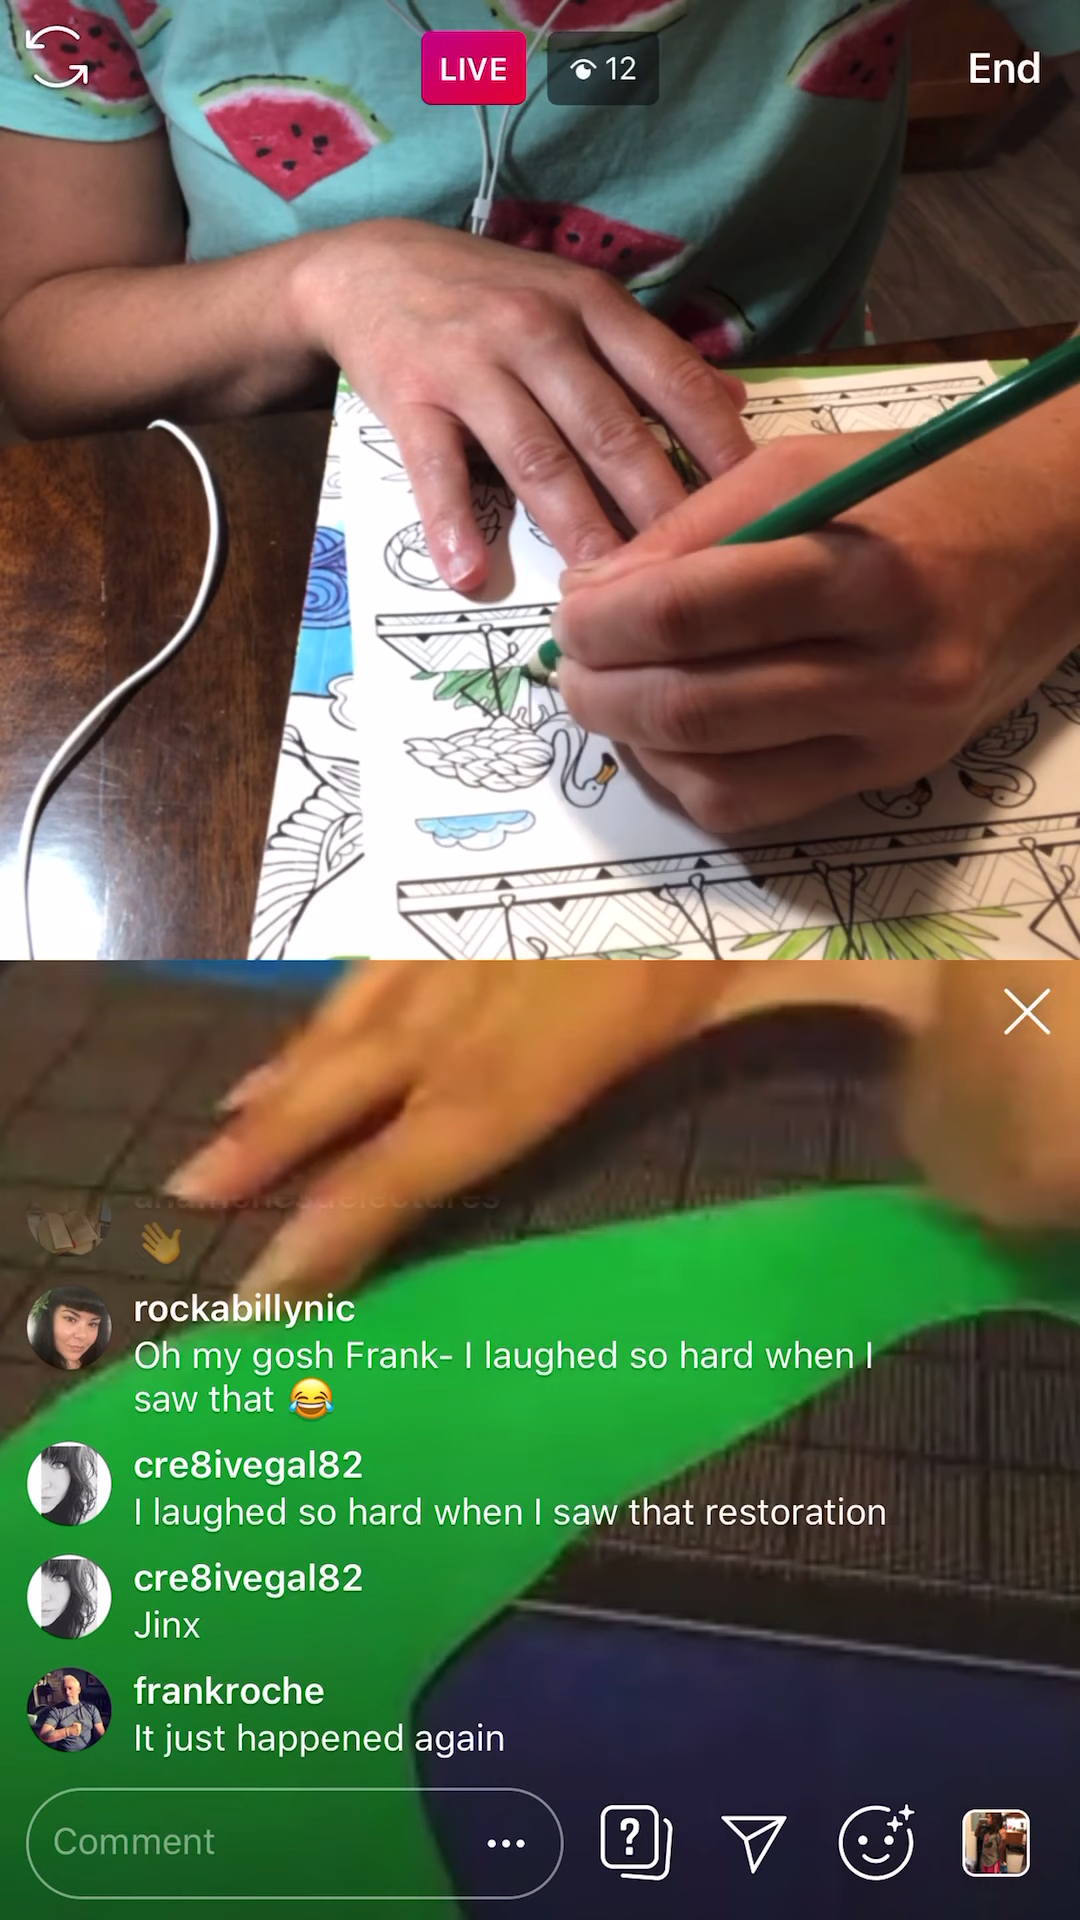 LIVE
12
End
rockabillynic
Oh my gosh Frank- I laughed so hard when I
saw that 😂
cre8ivegal82
I laughed so hard when I saw that restoration
cre8ivegal82
Jinx
frankroche
It just happened again
Comment